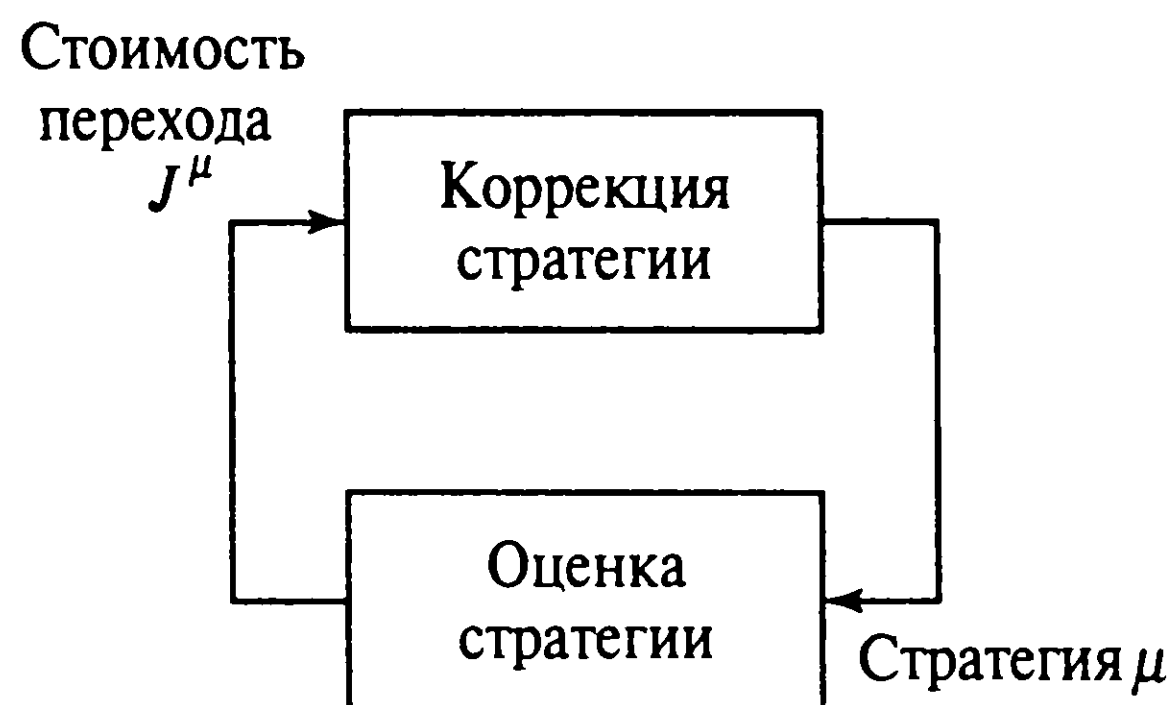 Стоимость
перехода
J^μ
Коррекция
стратегии
Оценка
стратегии
Стратегия μ